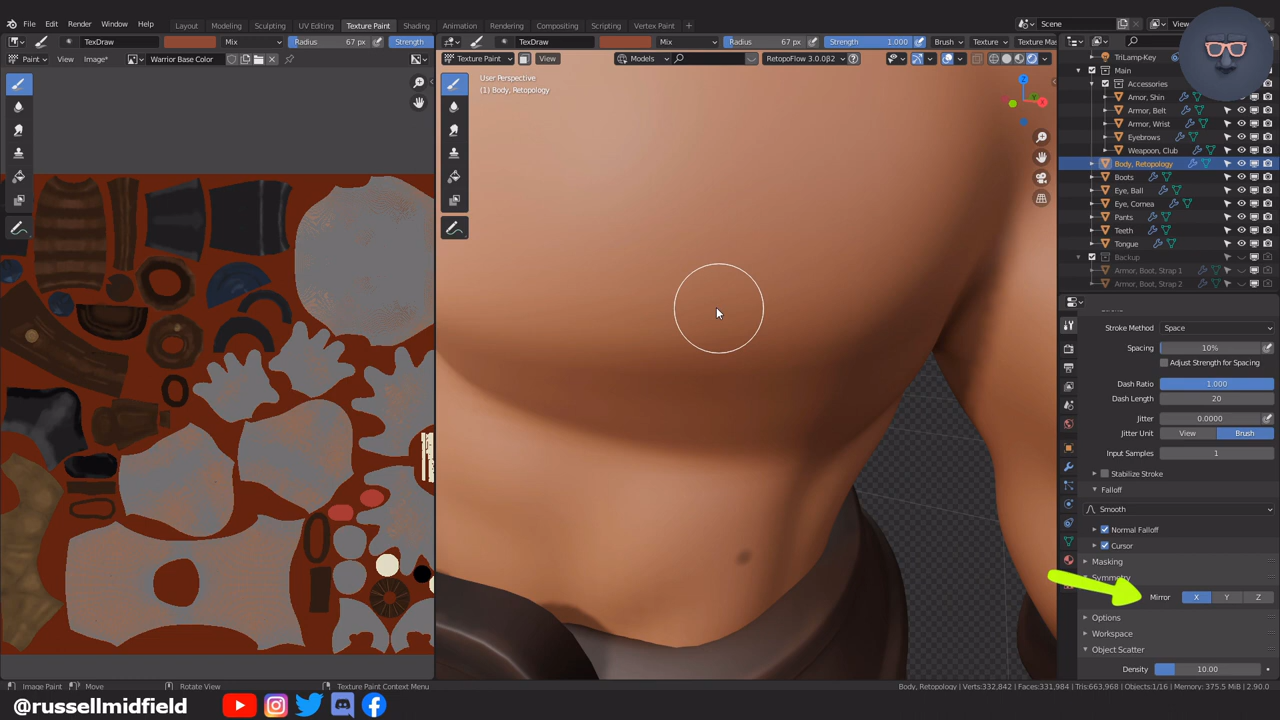 File Edit Render Window Help Layout Modeling Sculpting UV Editing Texture Paint Shading Animation Rendering Compositing Scripting Vertex Paint + Scene
TexDraw Mix Radius 67 px Strength TexDraw Mix Radius 67 px Strength 1.000 Brush Texture
Paint View Image* Warrior Base Color Texture Paint View Models RetopoFlow 3.0.0β2
User Perspective
(1) Body, Retopology
TriLamp-Key
Main
Accessories
Armor, Shin
Armor, Belt
Armor, Wrist
Eyebrows
Weapoon, Club
Body, Retopology
Boots
Eye, Ball
Eye, Cornea
Pants
Teeth
Tongue
Backup
Armor, Boot, Strap 1
Armor, Boot, Strap 2
Stroke Method Space
Spacing 10%
Adjust Strength for Spacing
Dash Ratio 1.000
Dash Length 20
Jitter 0.0000
Jitter Unit View Brush
Input Samples 1
Stabilize Stroke
Falloff
Smooth
Normal Falloff
Cursor
Masking
Symmetry
Mirror X Y Z
Options
Workspace
Object Scatter
Density 10.00
Image Paint Move Rotate View Texture Paint Context Menu Body, Retopology | Verts:332,842 | Faces:331,984 | Tris:663,968 | Objects:1/16 | Memory: 375.5 MiB | 2.90.0
@russellmidfield